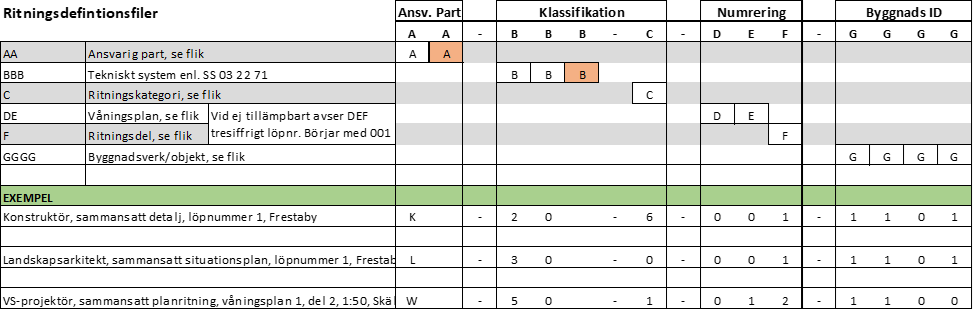 Ritningsdefintionsfiler Ansv. Part Klassifikation Numrering Byggnads ID
A A - B B B - C - D E F - G G G G
AA Ansvarig part, se flik A A
BBB Tekniskt system enl. SS 03 22 71 B B B
C Ritningskategori, se flik C
DE Våningsplan, se flik Vid ej tillämpbart avser DEF D E
F Ritningsdel, se flik tresiffrigt löpnr. Börjar med 001 F
GGGG Byggnadsverk/objekt, se flik G G G G
EXEMPEL
Konstruktör, sammansatt detalj, löpnummer 1, Frestaby K - 2 0 - 6 - 0 0 1 - 1 1 0 1
Landskapsarkitekt, sammansatt situationsplan, löpnummer 1, Frestab L - 3 0 - 0 - 0 0 1 - 1 1 0 1
VS-projektör, sammansatt planritning, våningsplan 1, del 2, 1:50, Skäl W - 5 0 - 1 - 0 1 2 - 1 1 0 0